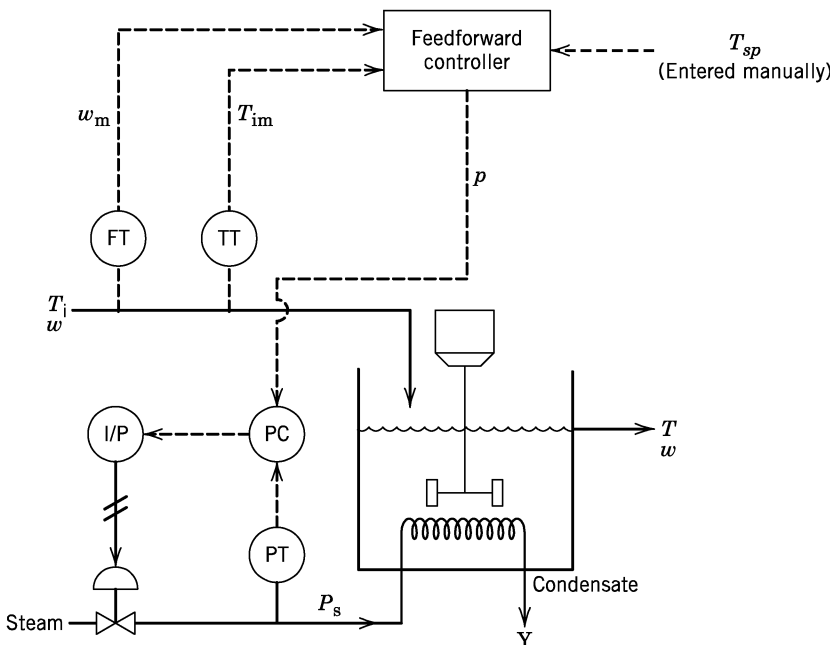 Feedforward
controller
T_sp
(Entered manually)
w_m
T_im
p
FT
TT
T_i
w
I/P
PC
T
w
PT
Condensate
P_s
Steam
Y